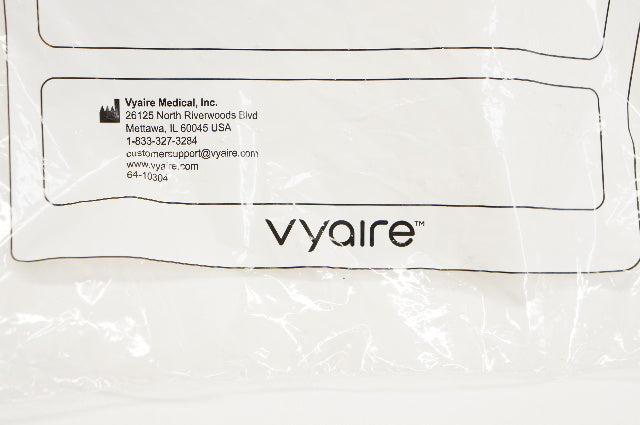 Vyaire Medical, Inc.
26125 North Riverwoods Blvd
Mettawa, IL 60045 USA
1-833-327-3284
customersupport@vyaire.com
www.vyaire.com
64-10304
vyaire™